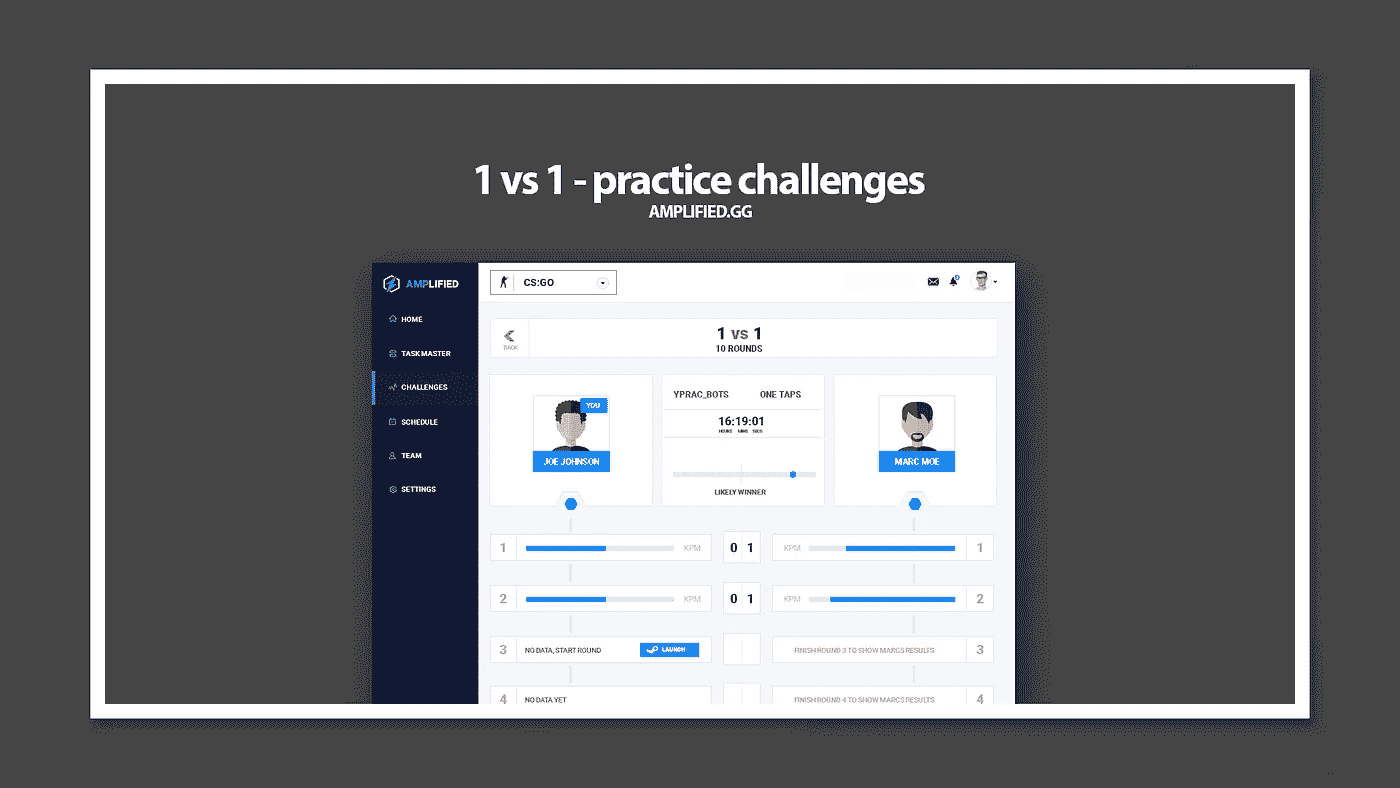 1 vs 1 - practice challenges
AMPLIFIED.GG
AMPLIFIED
CS:GO
HOME
TASKMASTER
CHALLENGES
SCHEDULE
TEAM
SETTINGS
BACK
1 vs 1
10 ROUNDS
YOU
JOE JOHNSON
YPRAC_BOTS ONE TAPS
16:19:01
HOURS MINS SECS
LIKELY WINNER
MARC MOE
1 KPM 0 1 KPM 1
2 KPM 0 1 KPM 2
3 NO DATA, START ROUND LAUNCH FINISH ROUND 3 TO SHOW MARCS RESULTS 3
4 NO DATA YET FINISH ROUND 4 TO SHOW MARCS RESULTS 4